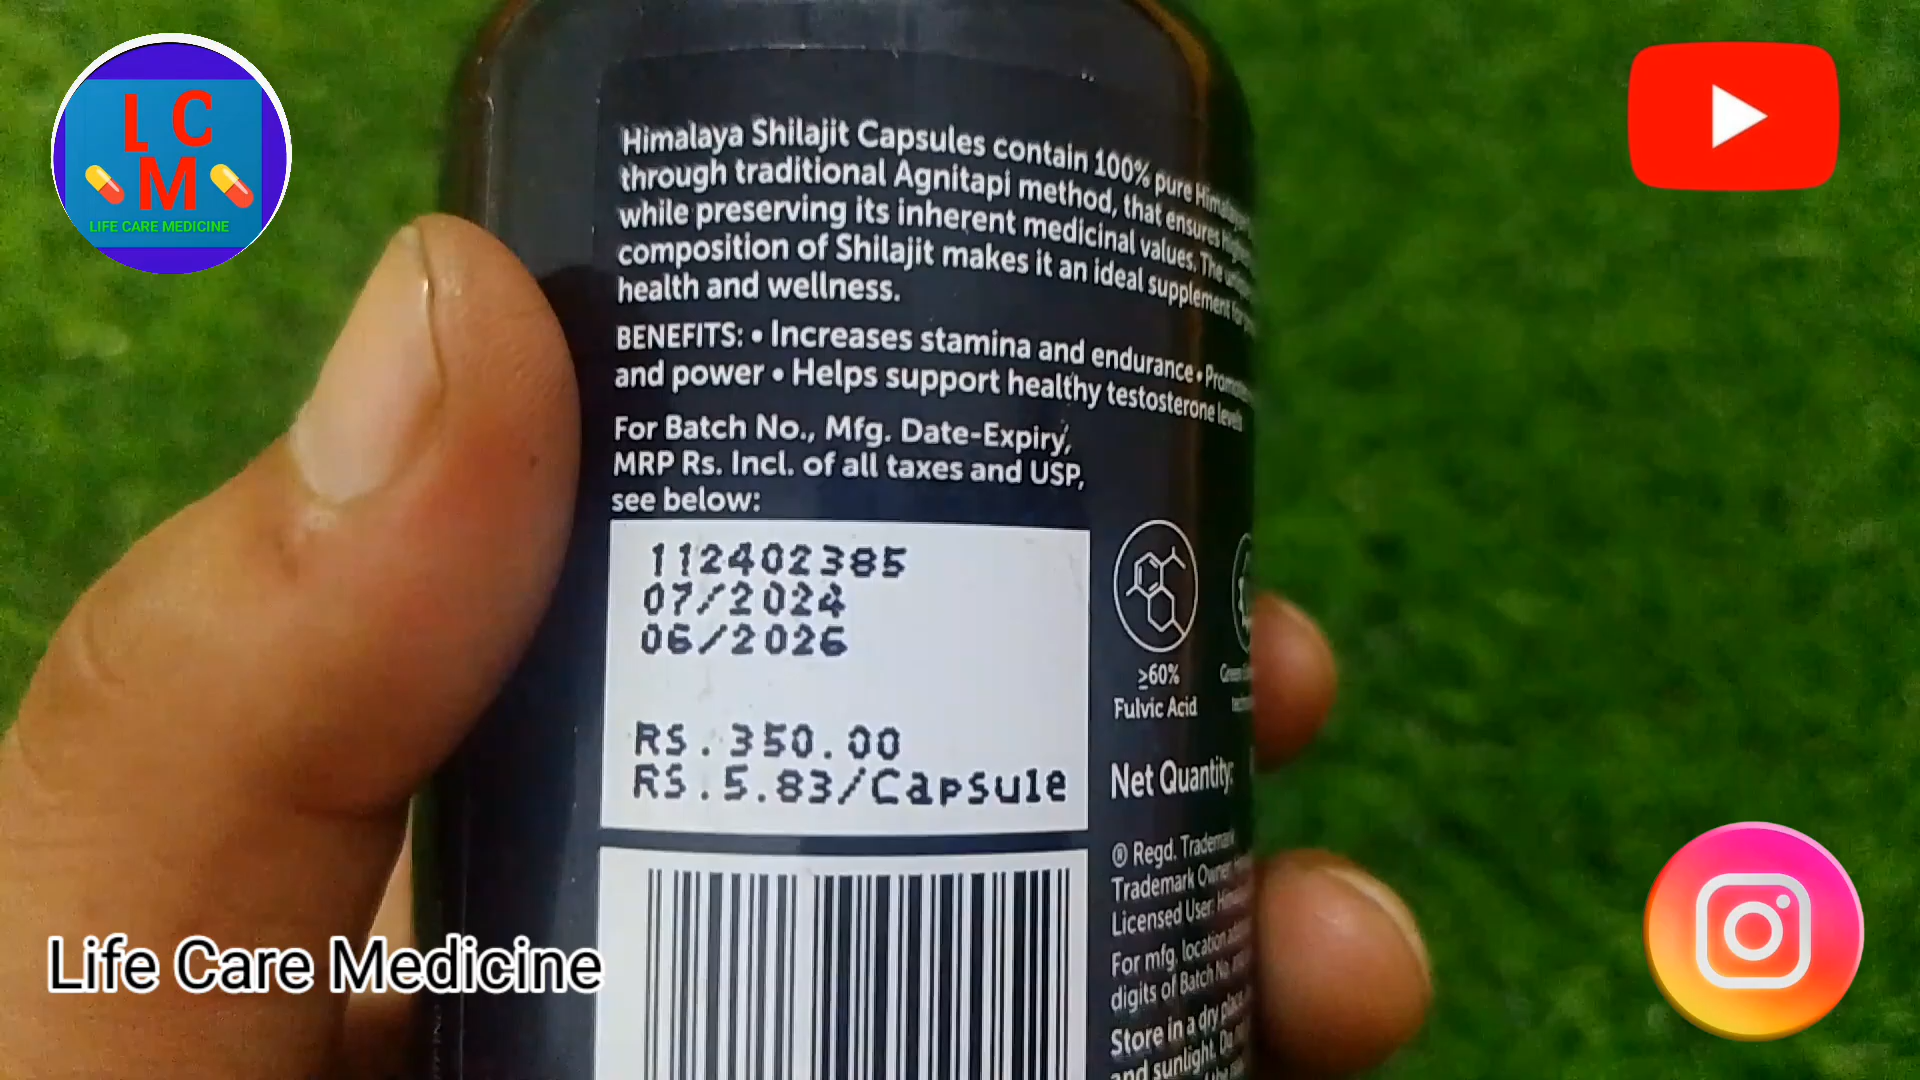 L C
M
LIFE CARE MEDICINE
Himalaya Shilajit Capsules contain 100% pure
through traditional Agnitapi method, that ensures
while preserving its inherent medicinal values. The
composition of Shilajit makes it an ideal supplement for
health and wellness.
BENEFITS: • Increases stamina and endurance •
and power • Helps support healthy testosterone levels
For Batch No., Mfg. Date-Expiry,
MRP Rs. Incl. of all taxes and USP,
see below:
112402385
07/2024
06/2026
RS.350.00
RS.5.83/Capsule
≥60%
Fulvic Acid
Net Quantity:
® Regd. Trademark
Trademark Owner
Licensed User:
For mfg. location
digits of Batch No.
Store in a dry place,
and sunlight.
Life Care Medicine